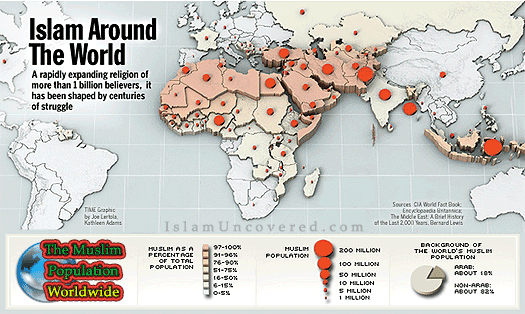 Islam Around
The World
A rapidly expanding religion of
more than 1 billion believers, it
has been shaped by centuries
of struggle
TIME Graphic
by Joe Lertola,
Kathleen Adams
Sources: CIA World Fact Book;
Encyclopaedia Britannica;
The Middle East: A Brief History
of the Last 2,000 Years, Bernard Lewis
IslamUncovered.com
The Muslim
Population
Worldwide
MUSLIM AS A
PERCENTAGE
OF TOTAL
POPULATION
97-100%
91-96%
76-90%
51-75%
16-50%
6-15%
0-5%
MUSLIM
POPULATION
200 MILLION
100 MILLION
50 MILLION
10 MILLION
5 MILLION
1 MILLION
BACKGROUND OF
THE WORLD'S MUSLIM
POPULATION
ARAB:
ABOUT 18%
NON-ARAB:
ABOUT 82%